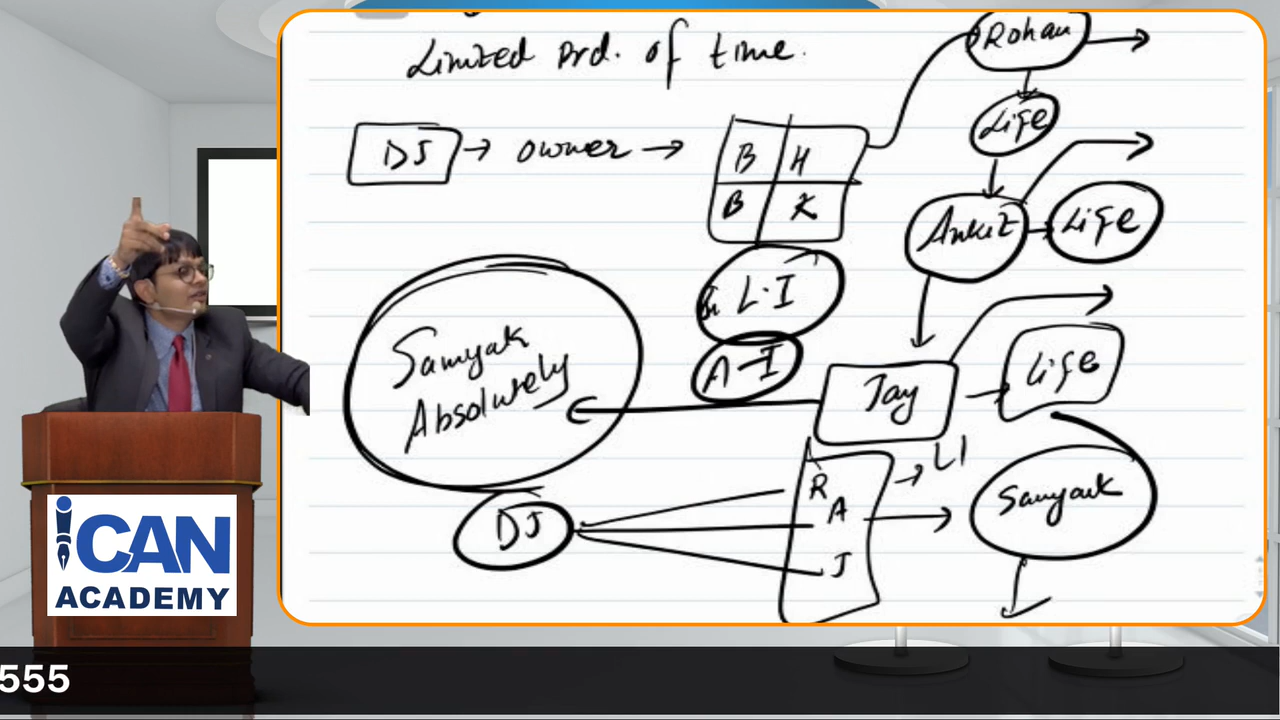 Limited prd. of time.
Rohan
Life
DJ → owner →
B H
B K
Ankit
Life
L.I
A-I
Samyak
Absolutely
Jay
Life
R → LI
A
J
Samyak
DJ
iCAN
ACADEMY
555